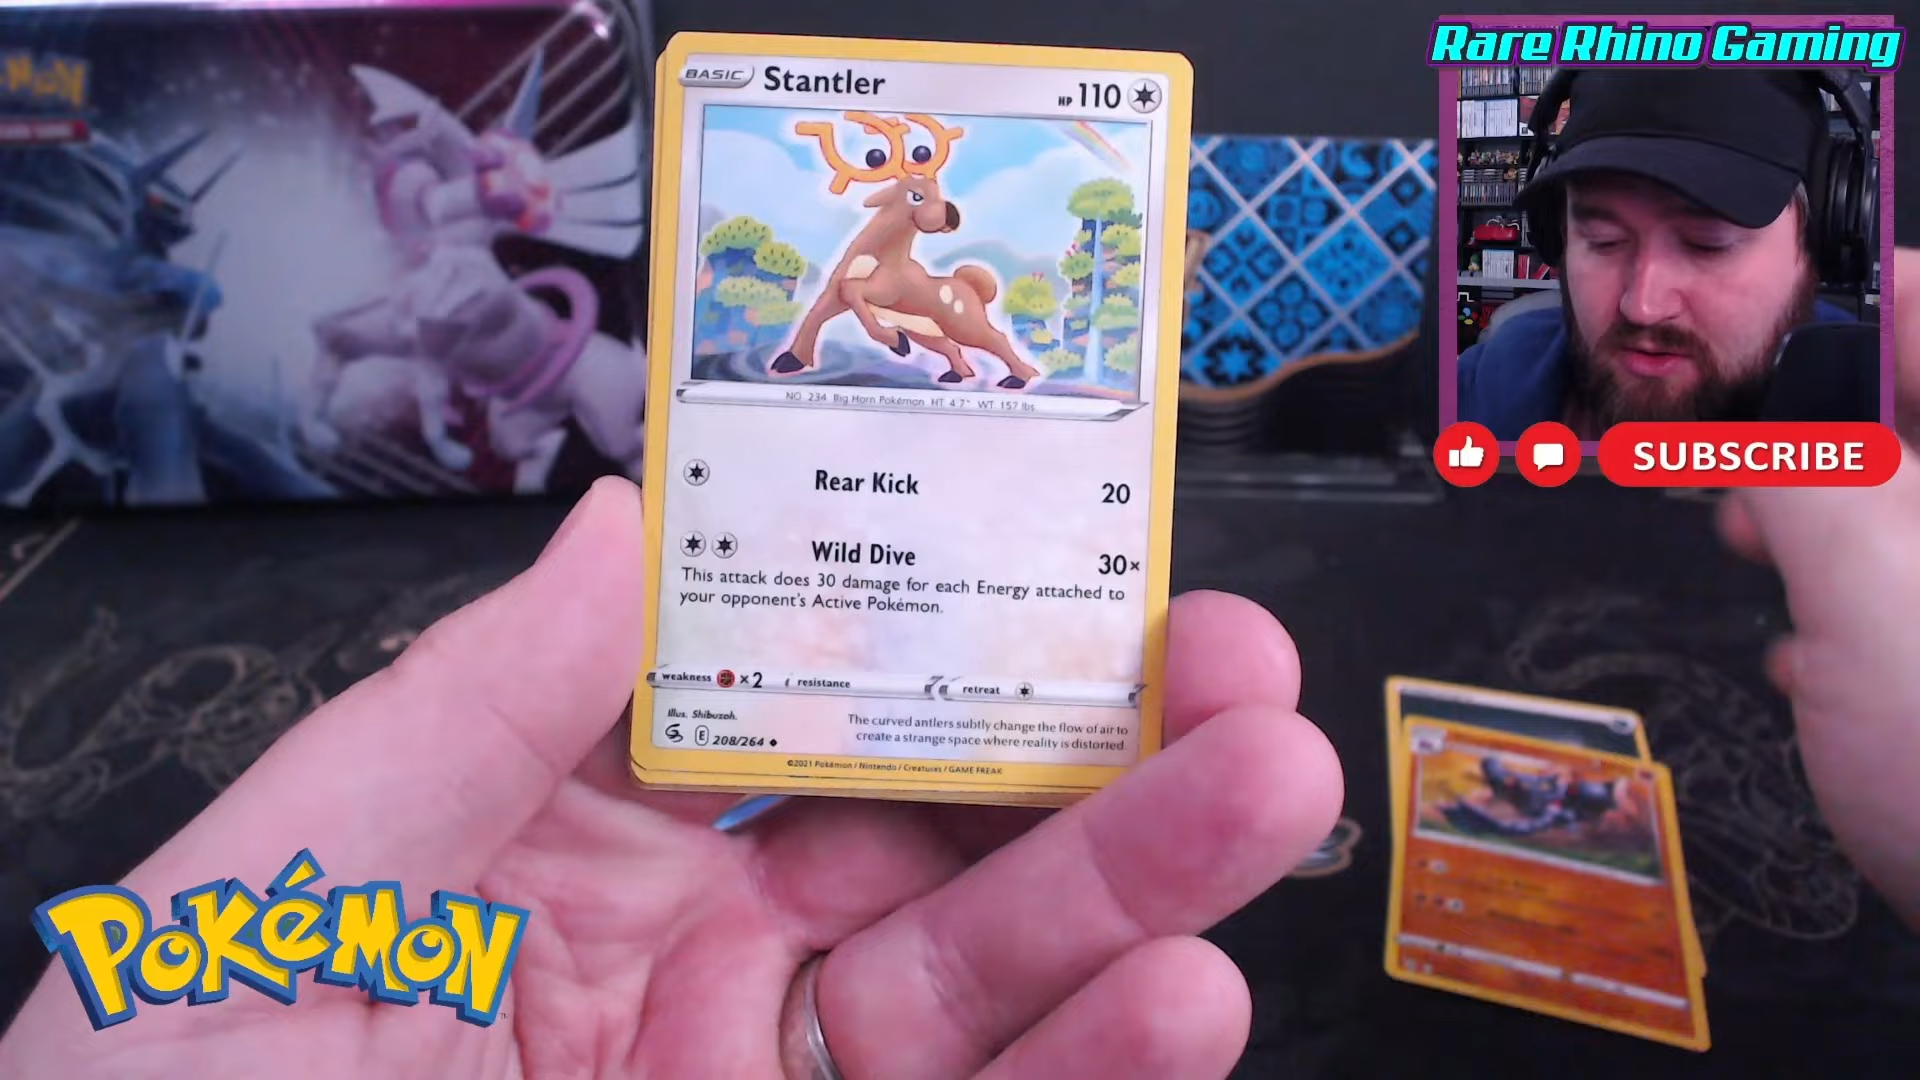 Rare Rhino Gaming
BASIC Stantler HP 110
NO. 234 Big Horn Pokémon HT 4'7" WT 157 lbs.
Rear Kick 20
Wild Dive 30×
This attack does 30 damage for each Energy attached to
your opponent's Active Pokémon.
weakness ×2 resistance retreat
Illus. Shibuzoh.
E 208/264
The curved antlers subtly change the flow of air to
create a strange space where reality is distorted.
©2021 Pokémon / Nintendo / Creatures / GAME FREAK
SUBSCRIBE
POKéMON